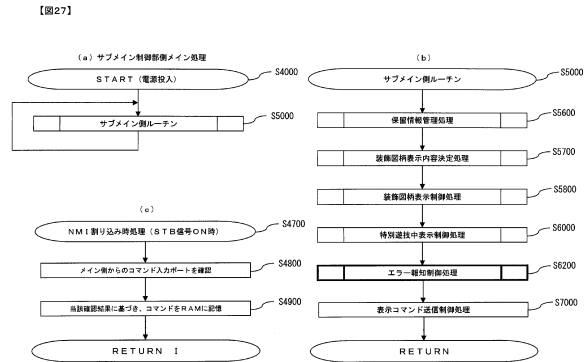 【図27】
(a) サブメイン制御部側メイン処理
START (電源投入)
S4000
サブメイン側ルーチン
S5000
(b)
サブメイン側ルーチン
S5000
保留情報管理処理
S5600
装飾図柄表示内容決定処理
S5700
装飾図柄表示制御処理
S5800
特別遊技中表示制御処理
S6000
エラー報知制御処理
S6200
表示コマンド送信制御処理
S7000
RETURN
(c)
NMI割り込み時処理(STB信号ON時)
S4700
メイン側からのコマンド入力ポートを確認
S4800
当該確認結果に基づき、コマンドをRAMに記憶
S4900
RETURN I